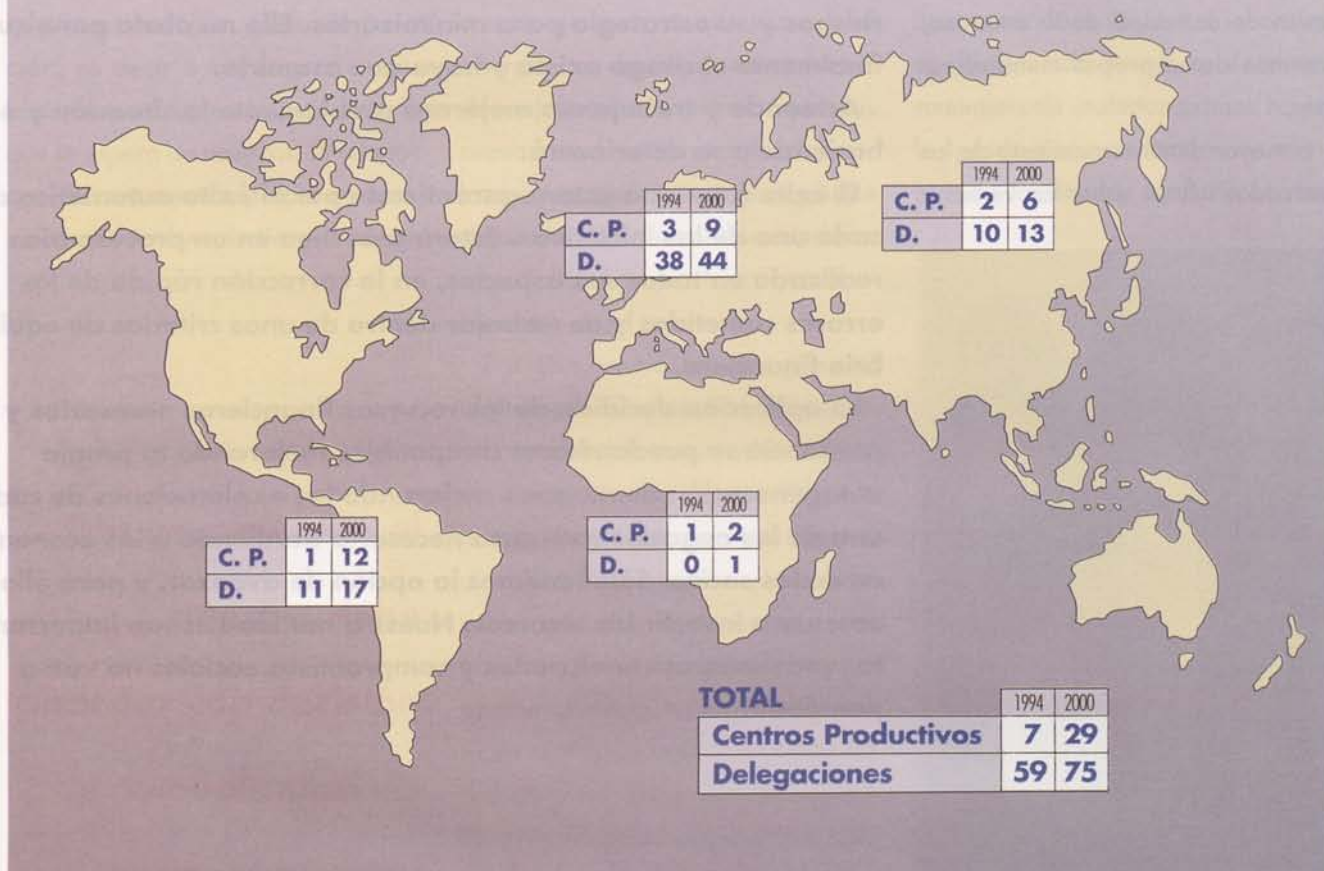 1994 2000
C. P. 3 9
D. 38 44
1994 2000
C. P. 2 6
D. 10 13
1994 2000
C. P. 1 12
D. 11 17
1994 2000
C. P. 1 2
D. 0 1
TOTAL 1994 2000
Centros Productivos 7 29
Delegaciones 59 75